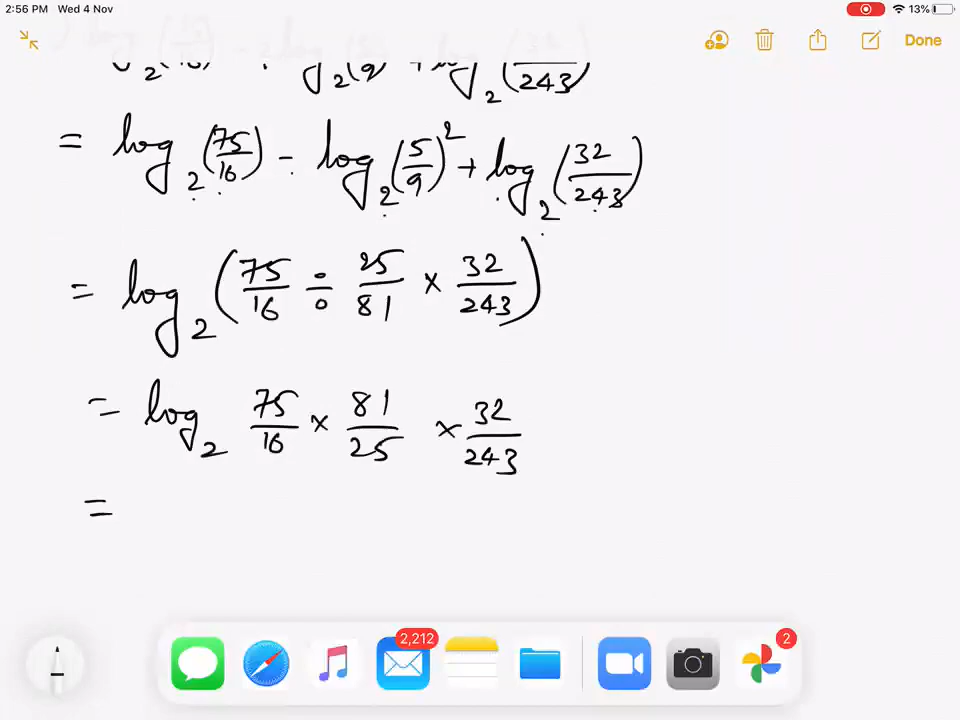 2:56 PM Wed 4 Nov 13%
Done
= log₂(75/16) - log₂(5/9)² + log₂(32/243)
= log₂(75/16 ÷ 25/81 × 32/243)
= log₂ 75/16 × 81/25 × 32/243
=
2,212 2